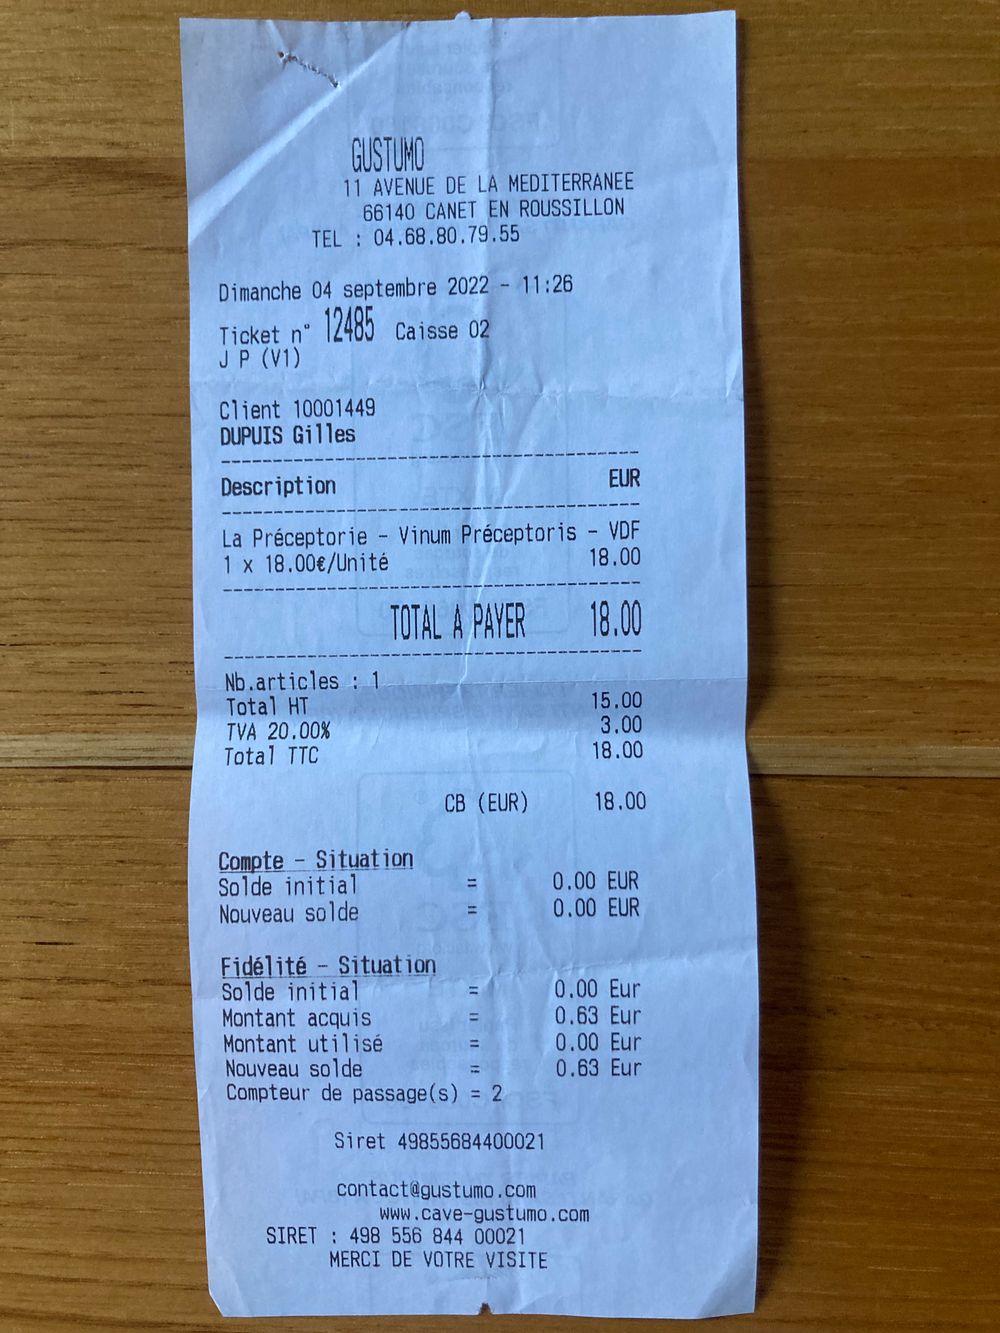 GUSTUMO
11 AVENUE DE LA MEDITERRANEE
66140 CANET EN ROUSSILLON
TEL : 04.68.80.79.55
Dimanche 04 septembre 2022 - 11:26
Ticket n° 12485 Caisse 02
J P (V1)
Client 10001449
DUPUIS Gilles
Description EUR
La Préceptorie - Vinum Préceptoris - VDF
1 x 18.00€/Unité 18.00
TOTAL A PAYER 18.00
Nb.articles : 1
Total HT 15.00
TVA 20.00% 3.00
Total TTC 18.00
CB (EUR) 18.00
Compte - Situation
Solde initial = 0.00 EUR
Nouveau solde = 0.00 EUR
Fidélité - Situation
Solde initial = 0.00 Eur
Montant acquis = 0.63 Eur
Montant utilisé = 0.00 Eur
Nouveau solde = 0.63 Eur
Compteur de passage(s) = 2
Siret 49855684400021
contact@gustumo.com
www.cave-gustumo.com
SIRET : 498 556 844 00021
MERCI DE VOTRE VISITE